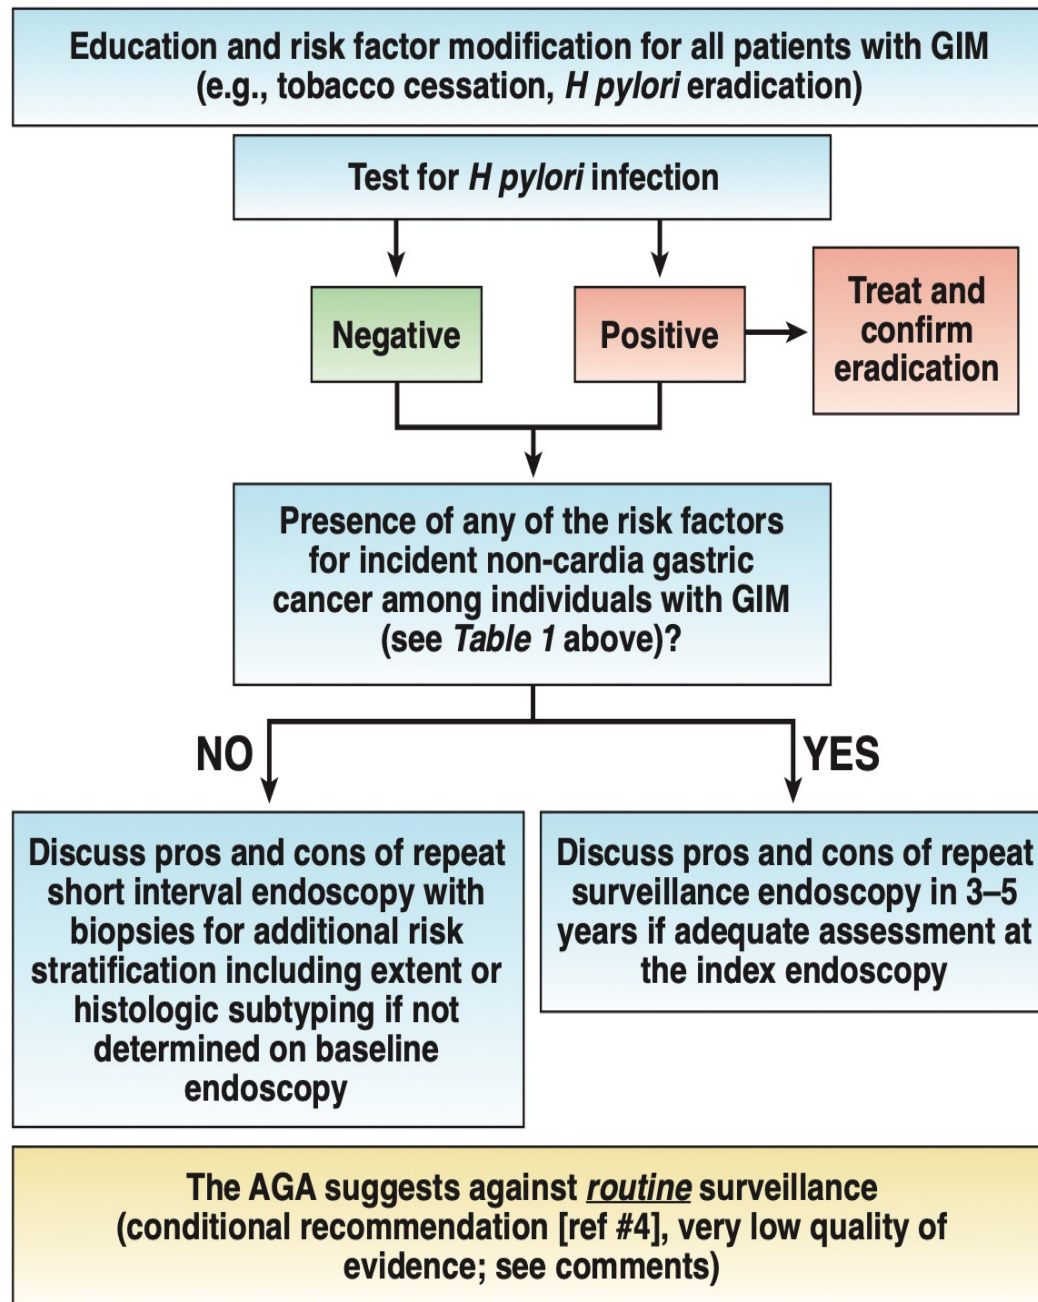 Education and risk factor modification for all patients with GIM
(e.g., tobacco cessation, H pylori eradication)
Test for H pylori infection
Negative
Positive
Treat and
confirm
eradication
Presence of any of the risk factors
for incident non-cardia gastric
cancer among individuals with GIM
(see Table 1 above)?
NO
YES
Discuss pros and cons of repeat
short interval endoscopy with
biopsies for additional risk
stratification including extent or
histologic subtyping if not
determined on baseline
endoscopy
Discuss pros and cons of repeat
surveillance endoscopy in 3–5
years if adequate assessment at
the index endoscopy
The AGA suggests against routine surveillance
(conditional recommendation [ref #4], very low quality of
evidence; see comments)